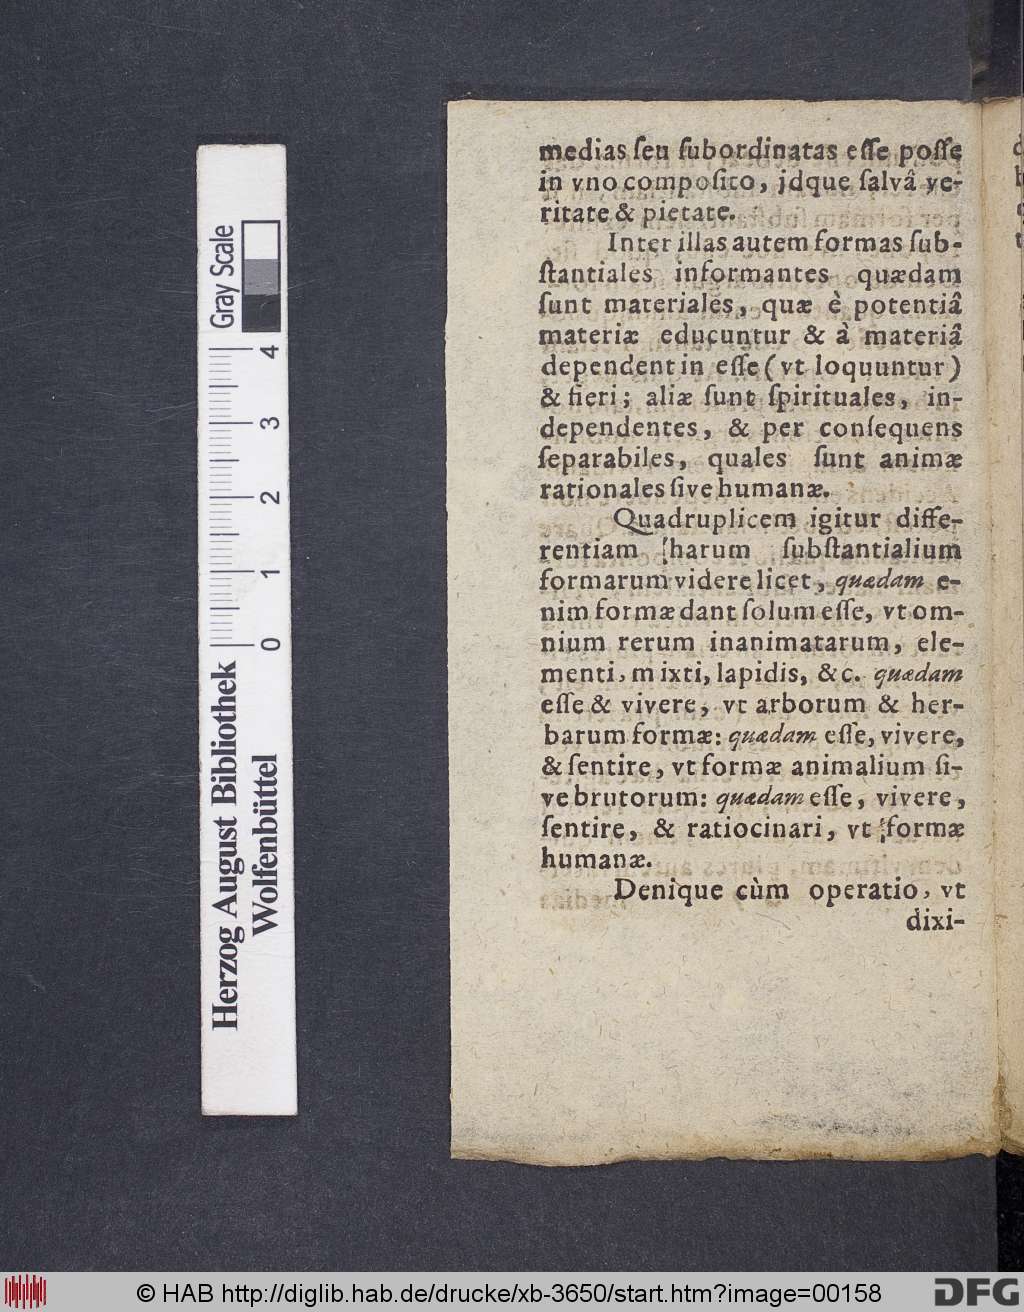 medias ſeu ſubordinatas eſſe poſſe
in vno compoſito, jdque ſalvâ ve-
ritate & pietate.
Inter illas autem formas ſub-
ſtantiales informantes quædam
ſunt materiales, quæ è potentiâ
materiæ educuntur & à materiâ
dependent in eſſe (vt loquuntur)
& fieri; aliæ ſunt ſpirituales, in-
dependentes, & per conſequens
ſeparabiles, quales ſunt animæ
rationales ſive humanæ.
Quadruplicem igitur diffe-
rentiam harum ſubſtantialium
formarum videre licet, quædam e-
nim formæ dant ſolum eſſe, vt om-
nium rerum inanimatarum, ele-
menti, mixti, lapidis, &c. quædam
eſſe & vivere, vt arborum & her-
barum formæ: quædam eſſe, vivere,
& ſentire, vt formæ animalium ſi-
ve brutorum: quædam eſſe, vivere,
ſentire, & ratiocinari, vt formæ
humanæ.
Denique cùm operatio, vt
dixi-
Gray Scale
4
3
2
1
0
Herzog August Bibliothek
Wolfenbüttel
© HAB http://diglib.hab.de/drucke/xb-3650/start.htm?image=00158
DFG